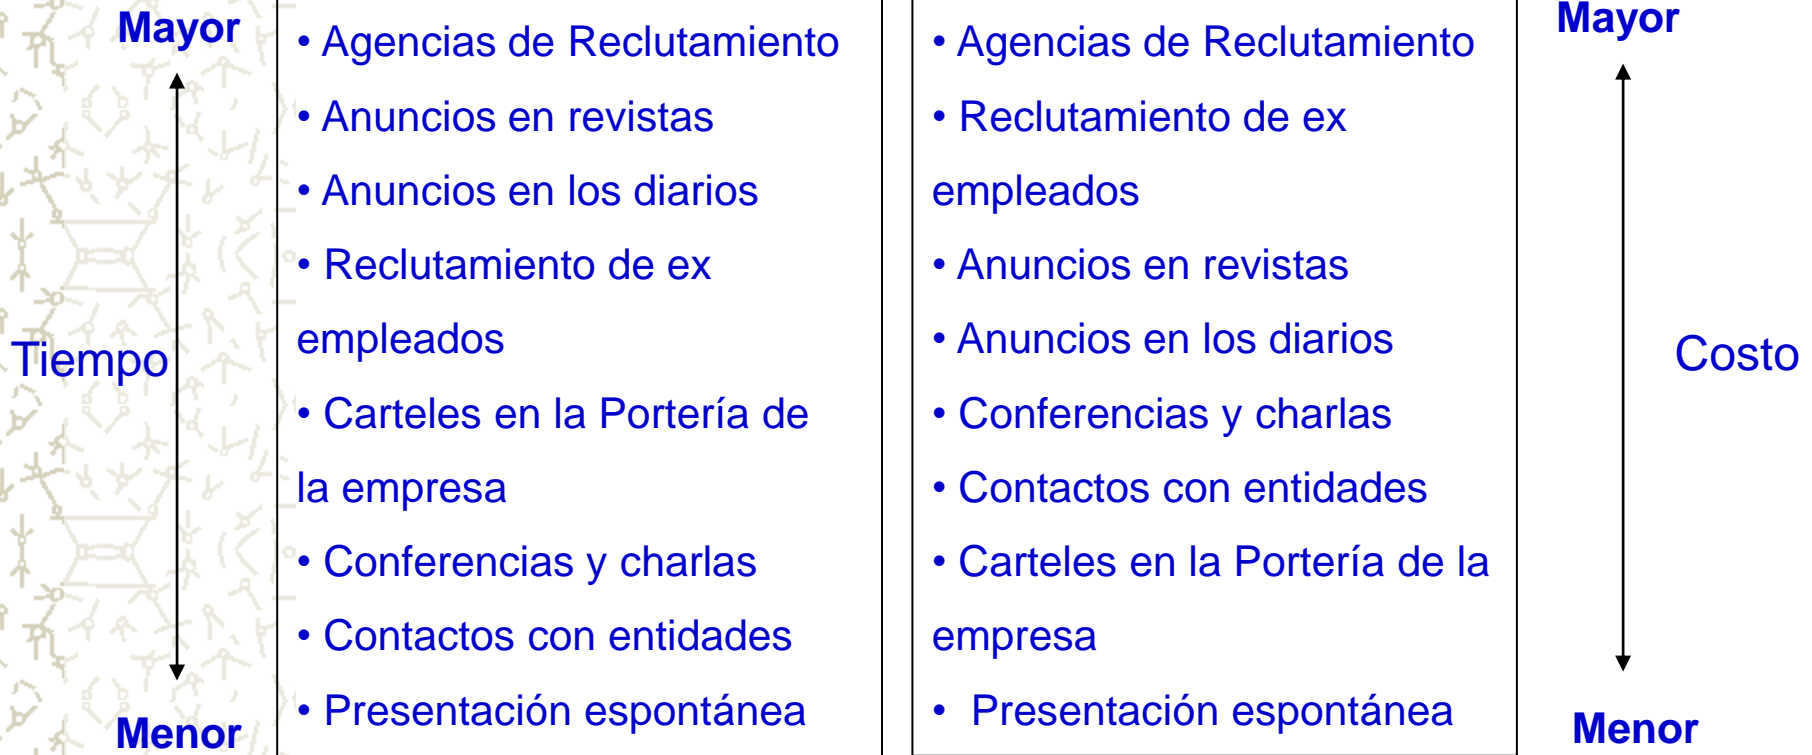 Mayor
• Agencias de Reclutamiento
• Anuncios en revistas
• Anuncios en los diarios
• Reclutamiento de ex
empleados
• Carteles en la Portería de
la empresa
• Conferencias y charlas
• Contactos con entidades
• Presentación espontánea
Tiempo
Menor
• Agencias de Reclutamiento
• Reclutamiento de ex
empleados
• Anuncios en revistas
• Anuncios en los diarios
• Conferencias y charlas
• Contactos con entidades
• Carteles en la Portería de la
empresa
• Presentación espontánea
Mayor
Costo
Menor